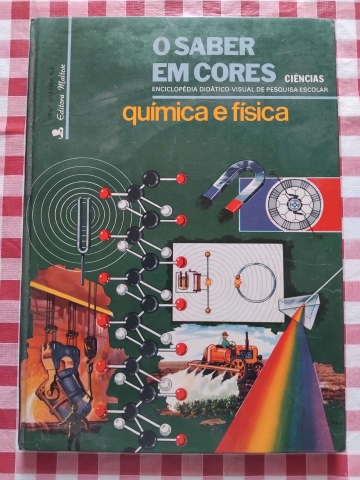 O SABER
EM CORES CIÊNCIAS
ENCICLOPÉDIA DIDÁTICO-VISUAL DE PESQUISA ESCOLAR
química e física
Editora Maltese